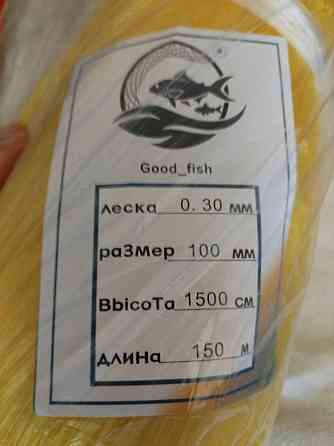 Good_fish
леска 0.30 мм
раЗмер 100 мм
ВЫсоТа 1500 см
длиНа 150 м